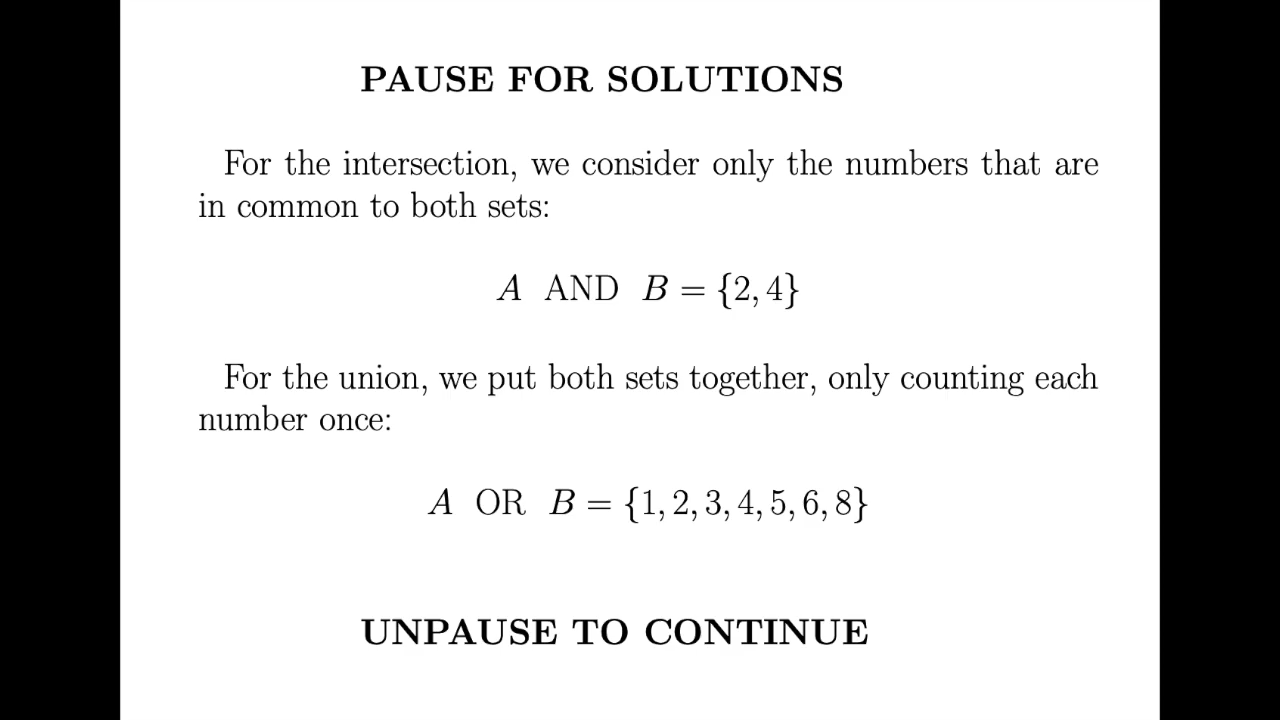 PAUSE FOR SOLUTIONS
For the intersection, we consider only the numbers that are
in common to both sets:
A AND B = {2, 4}
For the union, we put both sets together, only counting each
number once:
A OR B = {1, 2, 3, 4, 5, 6, 8}
UNPAUSE TO CONTINUE